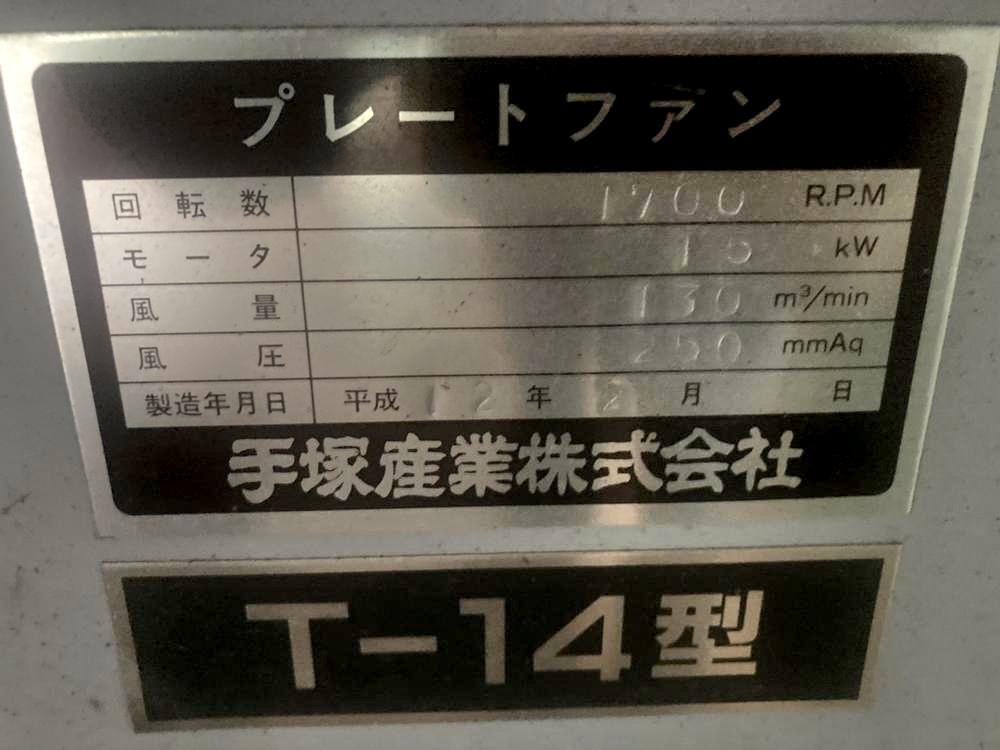 プレートファン
回転数 1700 R.P.M
モータ 15 kW
風量 130 m³/min
風圧 250 mmAq
製造年月日 平成 12 年 2 月 日
手塚産業株式会社
T-14型